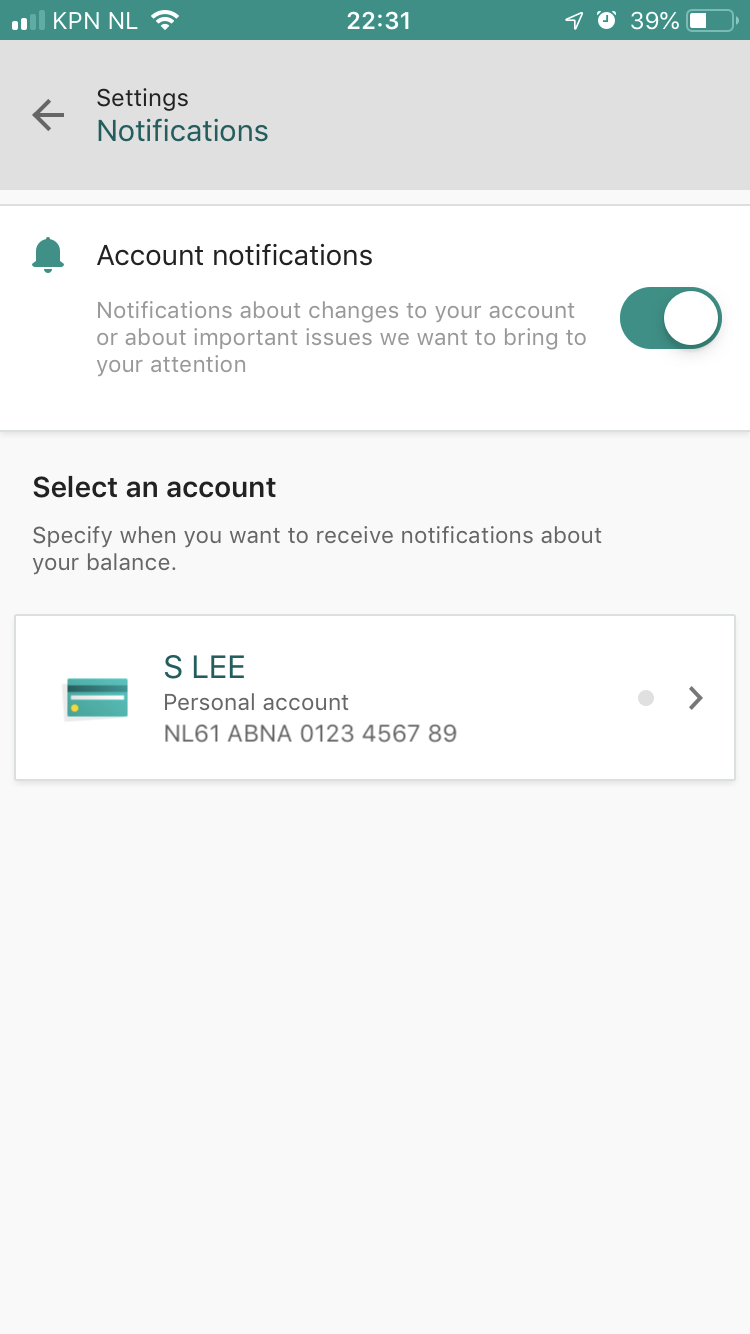 KPN NL 22:31 39%
Settings
Notifications
Account notifications
Notifications about changes to your account
or about important issues we want to bring to
your attention
Select an account
Specify when you want to receive notifications about
your balance.
S LEE
Personal account
NL61 ABNA 0123 4567 89